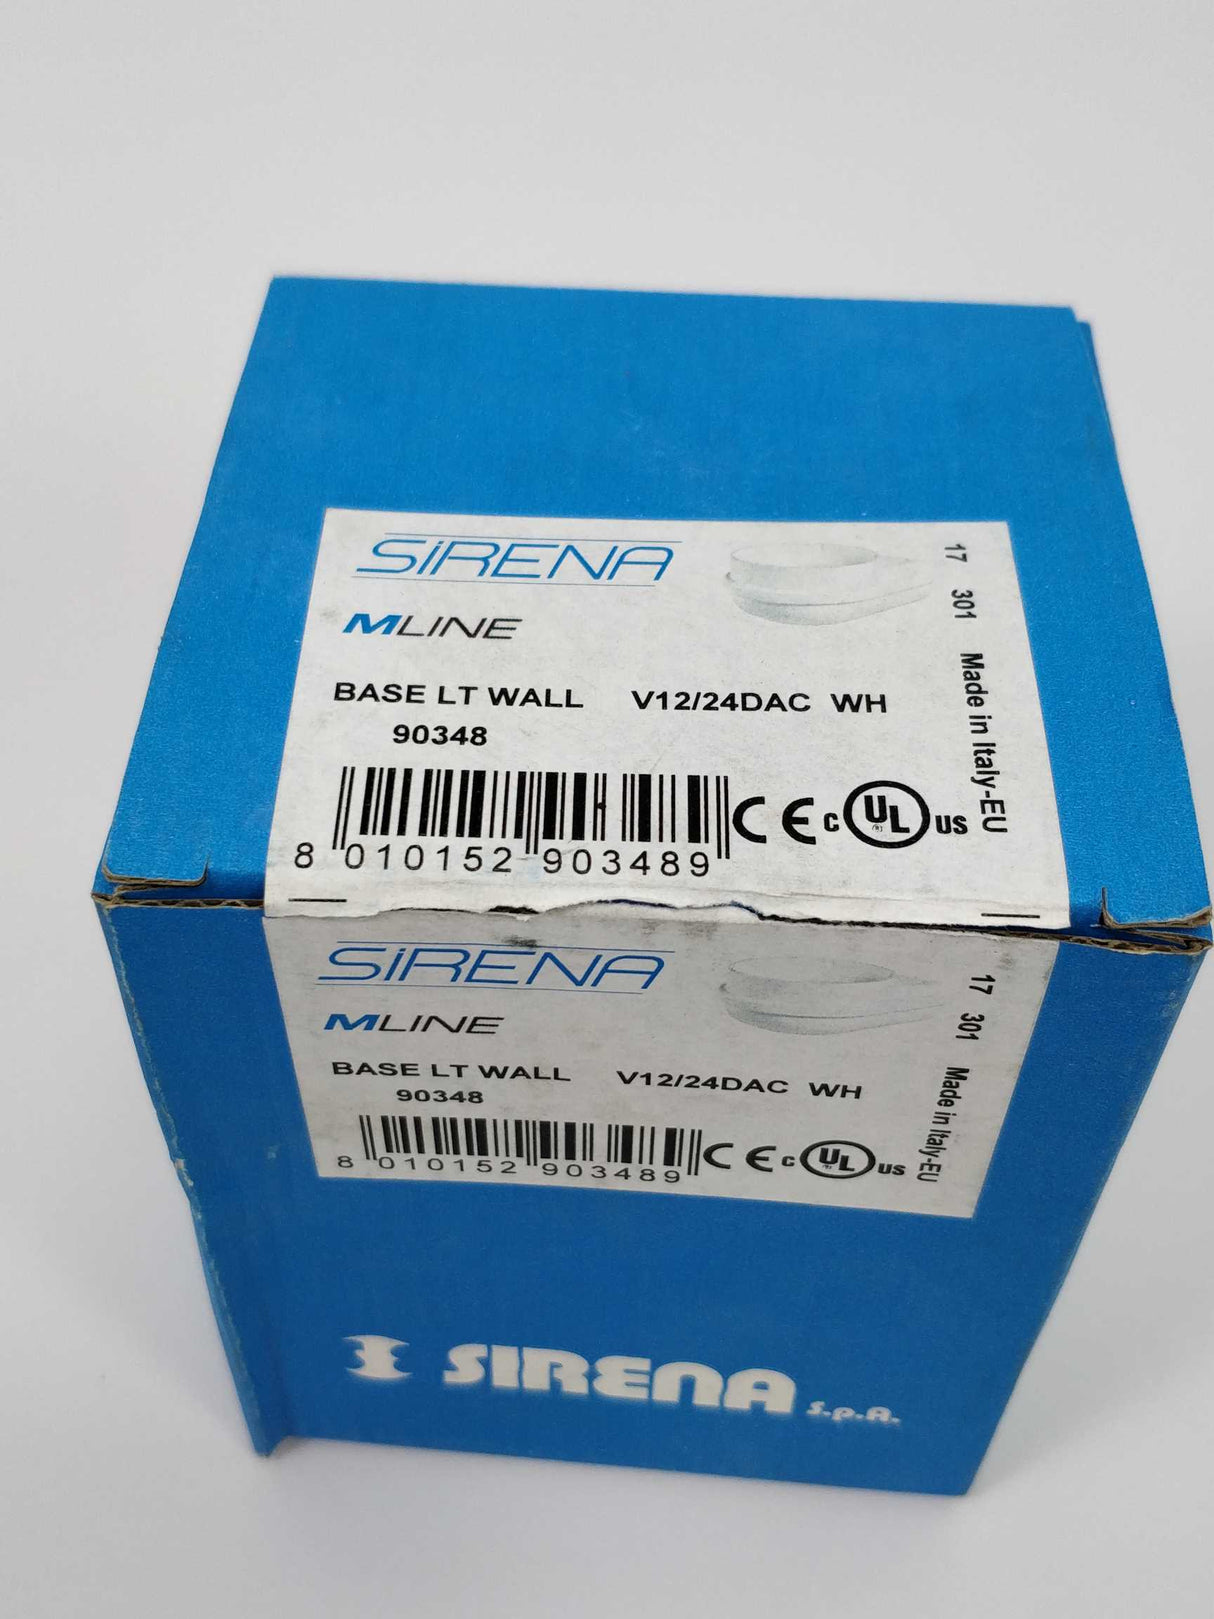 SiRENA
MLINE
BASE LT WALL V12/24DAC WH
90348
8 010152 903489
CE c UL US
17 301 Made in Italy-EU
SiRENA
MLINE
BASE LT WALL V12/24DAC WH
90348
8 010152 903489
CE c UL US
17 301 Made in Italy-EU
SIRENA S.p.A.